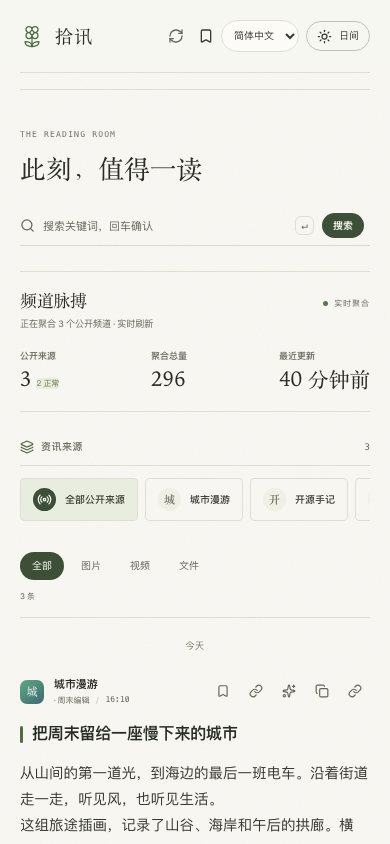 拾讯
简体中文
日间
THE READING ROOM
此刻，值得一读
搜索关键词，回车确认
↵
搜索
频道脉搏
实时聚合
正在聚合 3 个公开频道 · 实时刷新
公开来源
聚合总量
最近更新
3 2 正常
296
40 分钟前
资讯来源
3
全部公开来源
城 城市漫游
开 开源手记
全部
图片
视频
文件
3 条
今天
城
城市漫游
· 周末编辑 / 16:10
把周末留给一座慢下来的城市
从山间的第一道光，到海边的最后一班电车。沿着街道
走一走，听见风，也听见生活。
这组旅途插画，记录了山谷、海岸和午后的拱廊。横